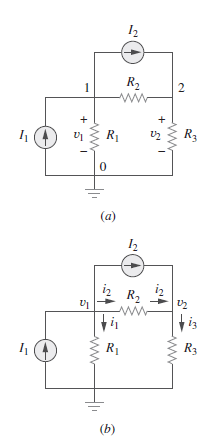 I₂
1 R₂ 2
+ +
I₁ v₁ R₁ v₂ R₃
− −
0
(a)
I₂
v₁ i₂ R₂ i₂ v₂
i₁ i₃
I₁ R₁ R₃
(b)